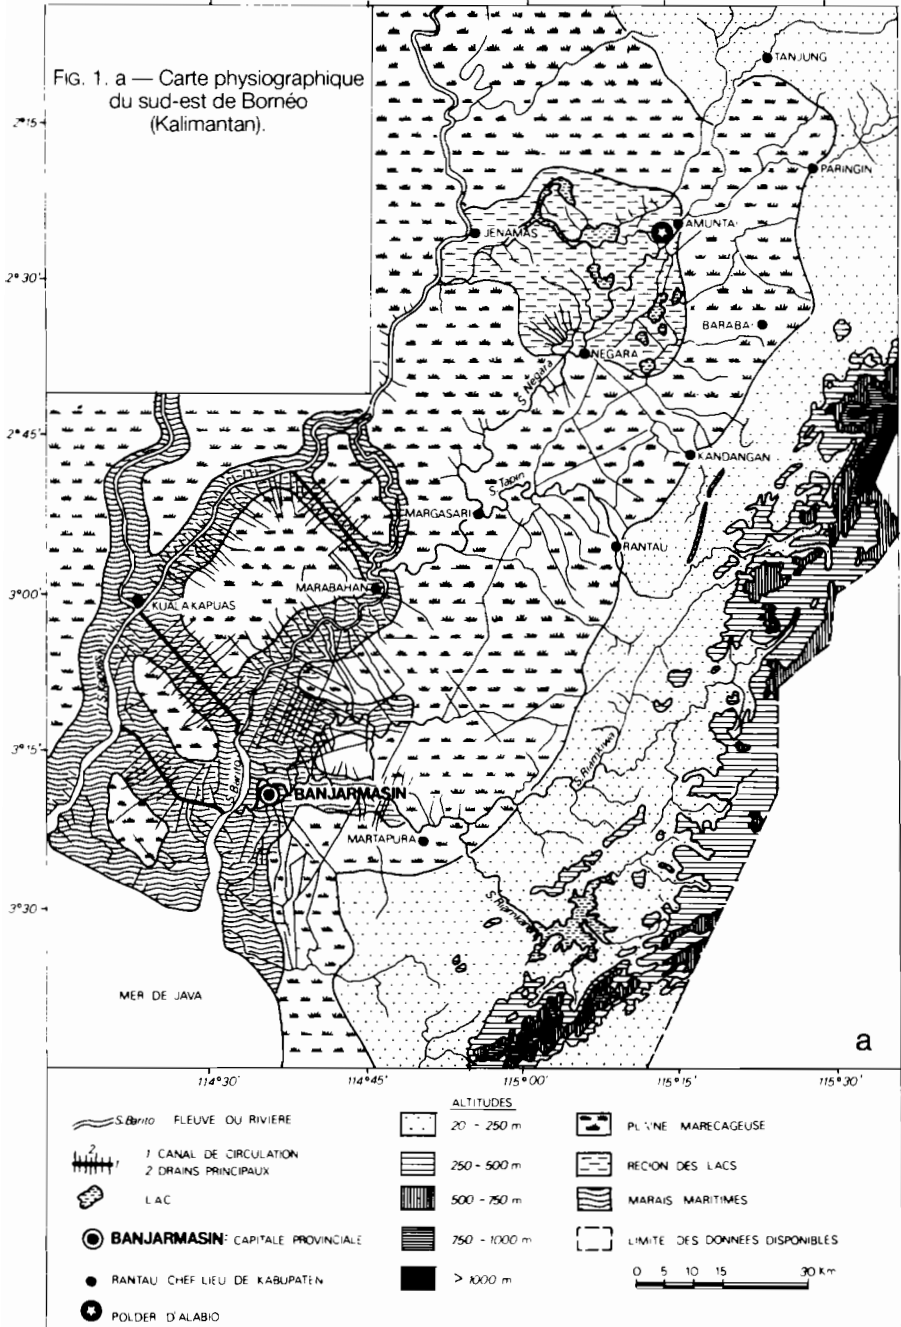 FIG. 1. a — Carte physiographique
du sud-est de Bornéo
(Kalimantan).
2°15'
2°30'
2°45'
3°00'
3°15'
3°30'
TANJUNG
PARINGIN
AMUNTA
JENAMAS
BARABA
NEGARA
S. Negara
KANDANGAN
S. Tapin
MARGASARI
RANTAU
MARABAHAN
KUALA KAPUAS
S. Riamkiwa
S. Barito
BANJARMASIN
MARTAPURA
MER DE JAVA
a
114°30'
114°45'
115°00'
115°15'
115°30'
S. Barito FLEUVE OU RIVIERE
2
1
1 CANAL DE CIRCULATION
2 DRAINS PRINCIPAUX
LAC
BANJARMASIN: CAPITALE PROVINCIALE
RANTAU CHEF LIEU DE KABUPATEN
POLDER D'ALABIO
ALTITUDES
20 - 250 m
250 - 500 m
500 - 750 m
750 - 1000 m
> 1000 m
PLAINE MARECAGEUSE
REGION DES LACS
MARAIS MARITIMES
LIMITE DES DONNEES DISPONIBLES
0 5 10 15 30 Km